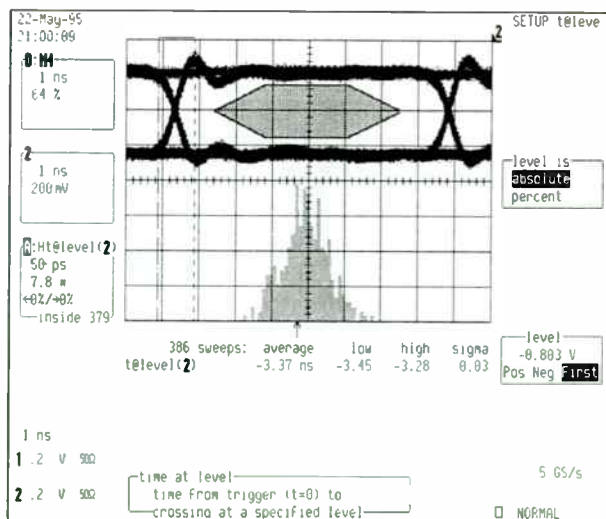 22-May-95
21:00:09
SETUP t@leve
D:M4
1 ns
64 %
2
2
1 ns
200mV
level is
absolute
percent
A:Ht@level(2)
50 ps
7.8 #
←0%/→0%
inside 379
386 sweeps: average low high sigma
t@level(2) -3.37 ns -3.45 -3.28 0.03
level
-0.803 V
Pos Neg First
1 ns
1 .2 V 50Ω
2 .2 V 50Ω
time at level
time from trigger (t=0) to
crossing at a specified level
5 GS/s
□ NORMAL